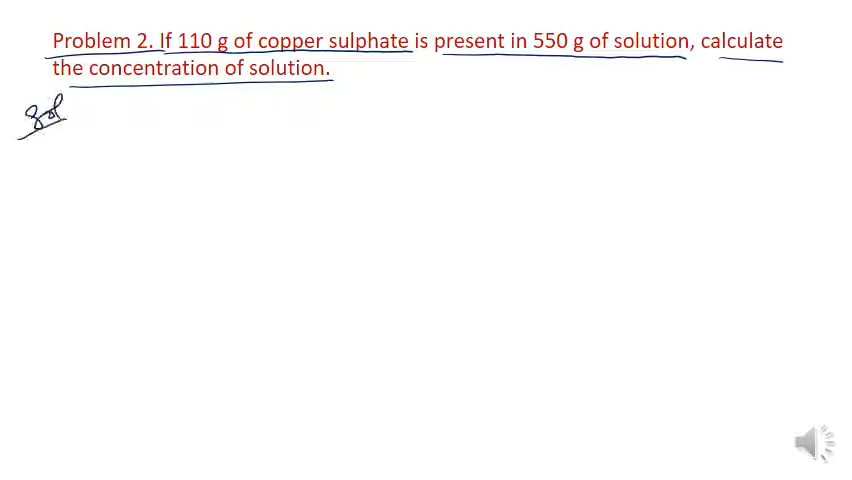 Problem 2. If 110 g of copper sulphate is present in 550 g of solution, calculate
the concentration of solution.
Sol